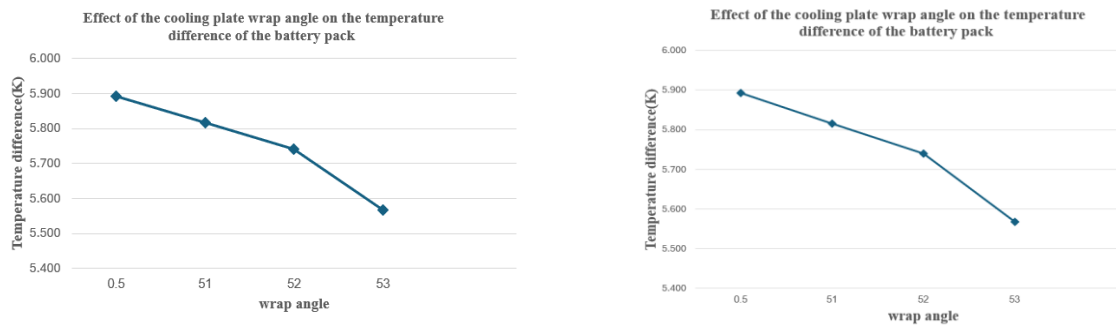 Effect of the cooling plate wrap angle on the temperature
difference of the battery pack
Temperature difference(K)
6.000
5.900
5.800
5.700
5.600
5.500
5.400
0.5 51 52 53
wrap angle
Effect of the cooling plate wrap angle on the temperature
difference of the battery pack
Temperature difference(K)
6.000
5.900
5.800
5.700
5.600
5.500
5.400
0.5 51 52 53
wrap angle